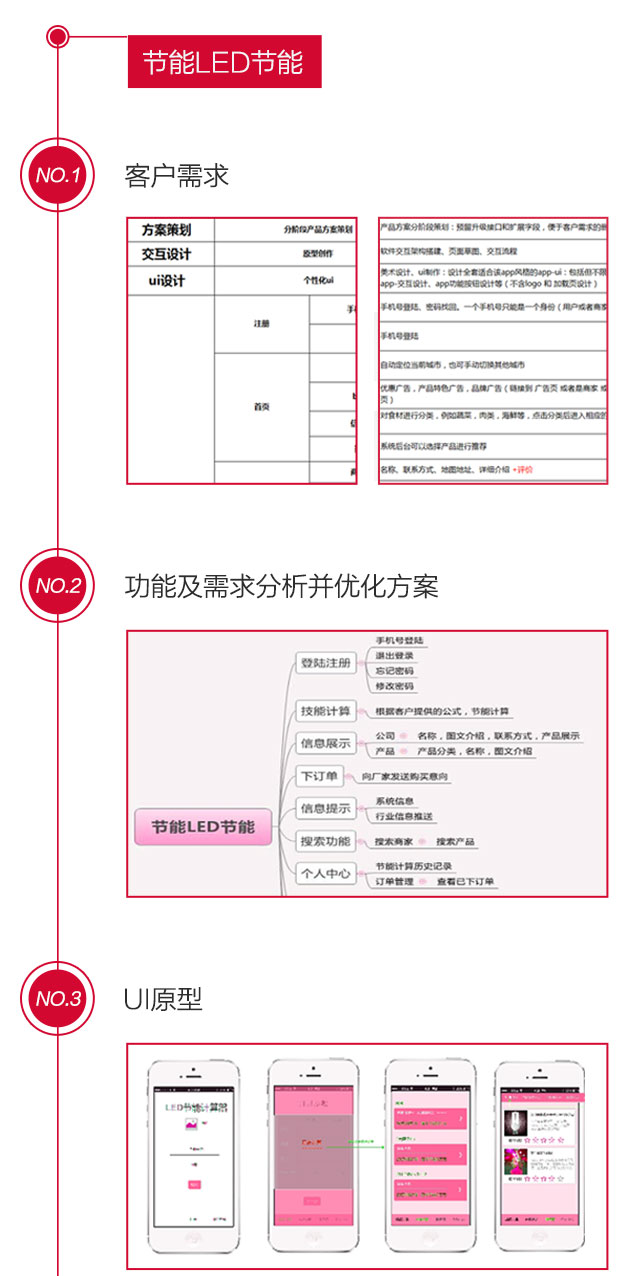 节能LED节能
NO.1
客户需求
方案策划
分阶段产品方案策划
交互设计
原型创作
ui设计
个性化ui
注册
首页
产品方案分阶段策划：预留升级接口和扩展字段，便于客户需求的
软件交互架构搭建、页面草图、交互流程
美术设计、ui制作：设计全套适合该app风格的app-ui：包括但不限
app-交互设计、app功能按钮设计等（不含logo 和 加载页设计）
手机号登陆、密码找回。一个手机号只能是一个身份（用户或者商家
手机号登陆
自动定位当前城市，也可手动切换其他城市
优惠广告，产品特色广告，品牌广告（链接到 广告页 或者是商家 或
页）
对食材进行分类，例如蔬菜，肉类，海鲜等，点击分类后进入相应的
系统后台可以选择产品进行推荐
名称、联系方式、地图地址、详细介绍 +评价
NO.2
功能及需求分析并优化方案
节能LED节能
登陆注册
手机号登陆
退出登录
忘记密码
修改密码
技能计算
根据客户提供的公式，节能计算
信息展示
公司 名称，图文介绍，联系方式，产品展示
产品 产品分类，名称，图文介绍
下订单
向厂家发送购买意向
信息提示
系统信息
行业信息推送
搜索功能
搜索商家 搜索产品
个人中心
节能计算历史记录
订单管理 查看已下订单
NO.3
UI原型
LED节能计算器